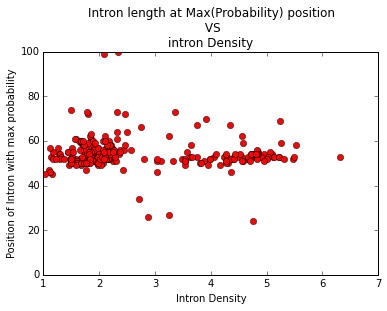 Intron length at Max(Probability) position
VS
intron Density
Position of Intron with max probability
100
80
60
40
20
0
1 2 3 4 5 6 7
Intron Density